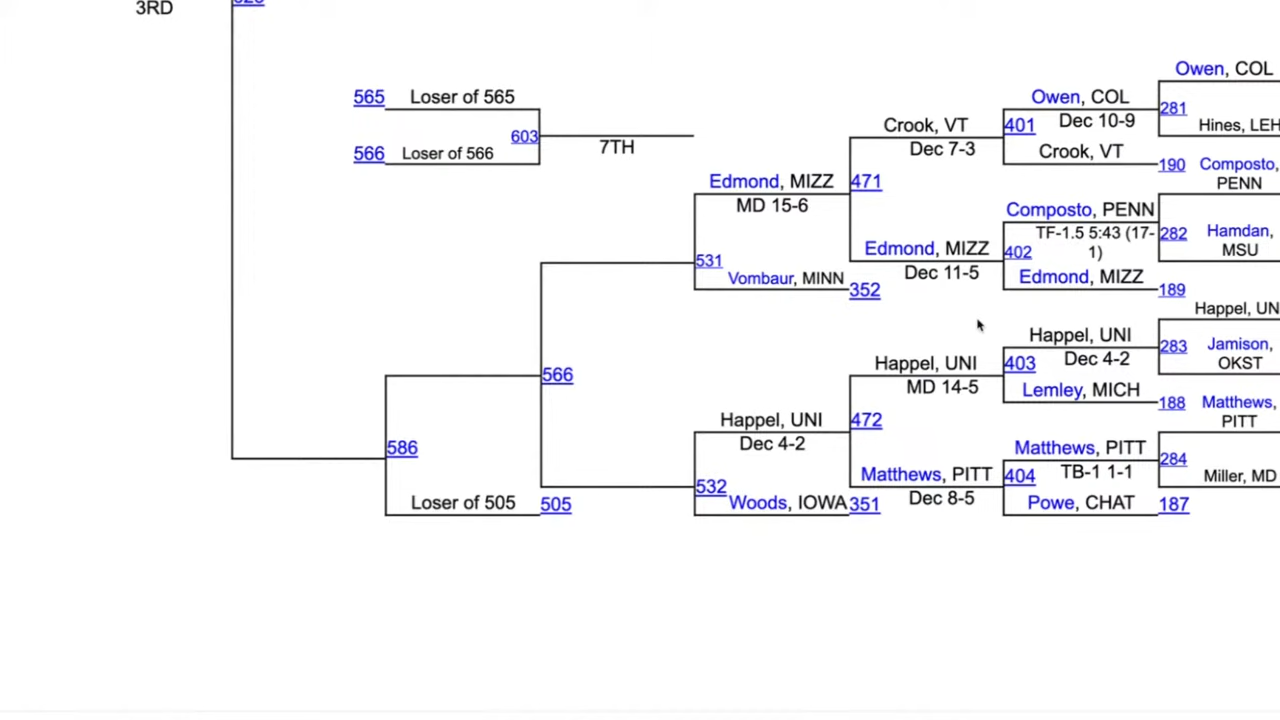 3RD
Owen, COL
565 Loser of 565
Owen, COL
281
Crook, VT
401
Dec 10-9
Hines, LEH
603
7TH
Dec 7-3
Crook, VT
190
Composto,
PENN
566 Loser of 566
Edmond, MIZZ
471
MD 15-6
Composto, PENN
TF-1.5 5:43 (17-
1)
282
Hamdan,
MSU
Edmond, MIZZ
402
531
Dec 11-5
Edmond, MIZZ
189
Vombaur, MINN
352
Happel, UN
Happel, UNI
283
Jamison,
OKST
Happel, UNI
403
Dec 4-2
566
MD 14-5
Lemley, MICH
188
Matthews,
PITT
Happel, UNI
472
Dec 4-2
586
Matthews, PITT
284
Matthews, PITT
404
TB-1 1-1
Miller, MD
532
Dec 8-5
Loser of 505
505
Woods, IOWA
351
Powe, CHAT
187